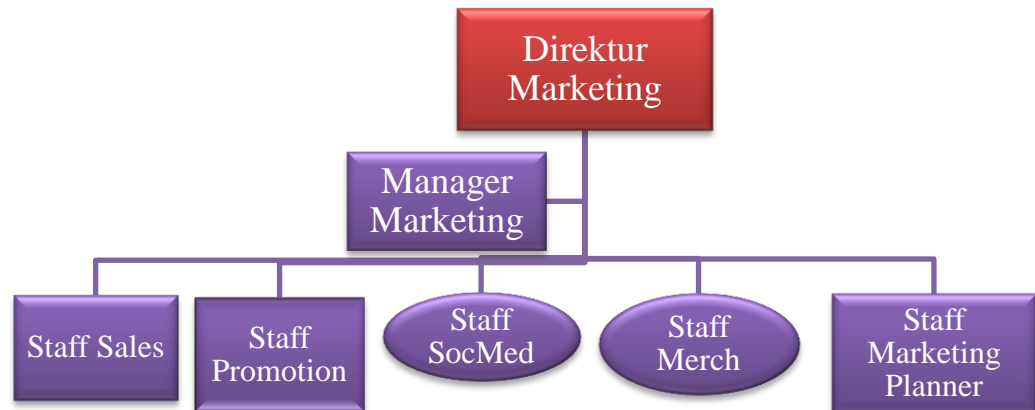 Direktur
Marketing
Manager
Marketing
Staff Sales
Staff
Promotion
Staff
SocMed
Staff
Merch
Staff
Marketing
Planner